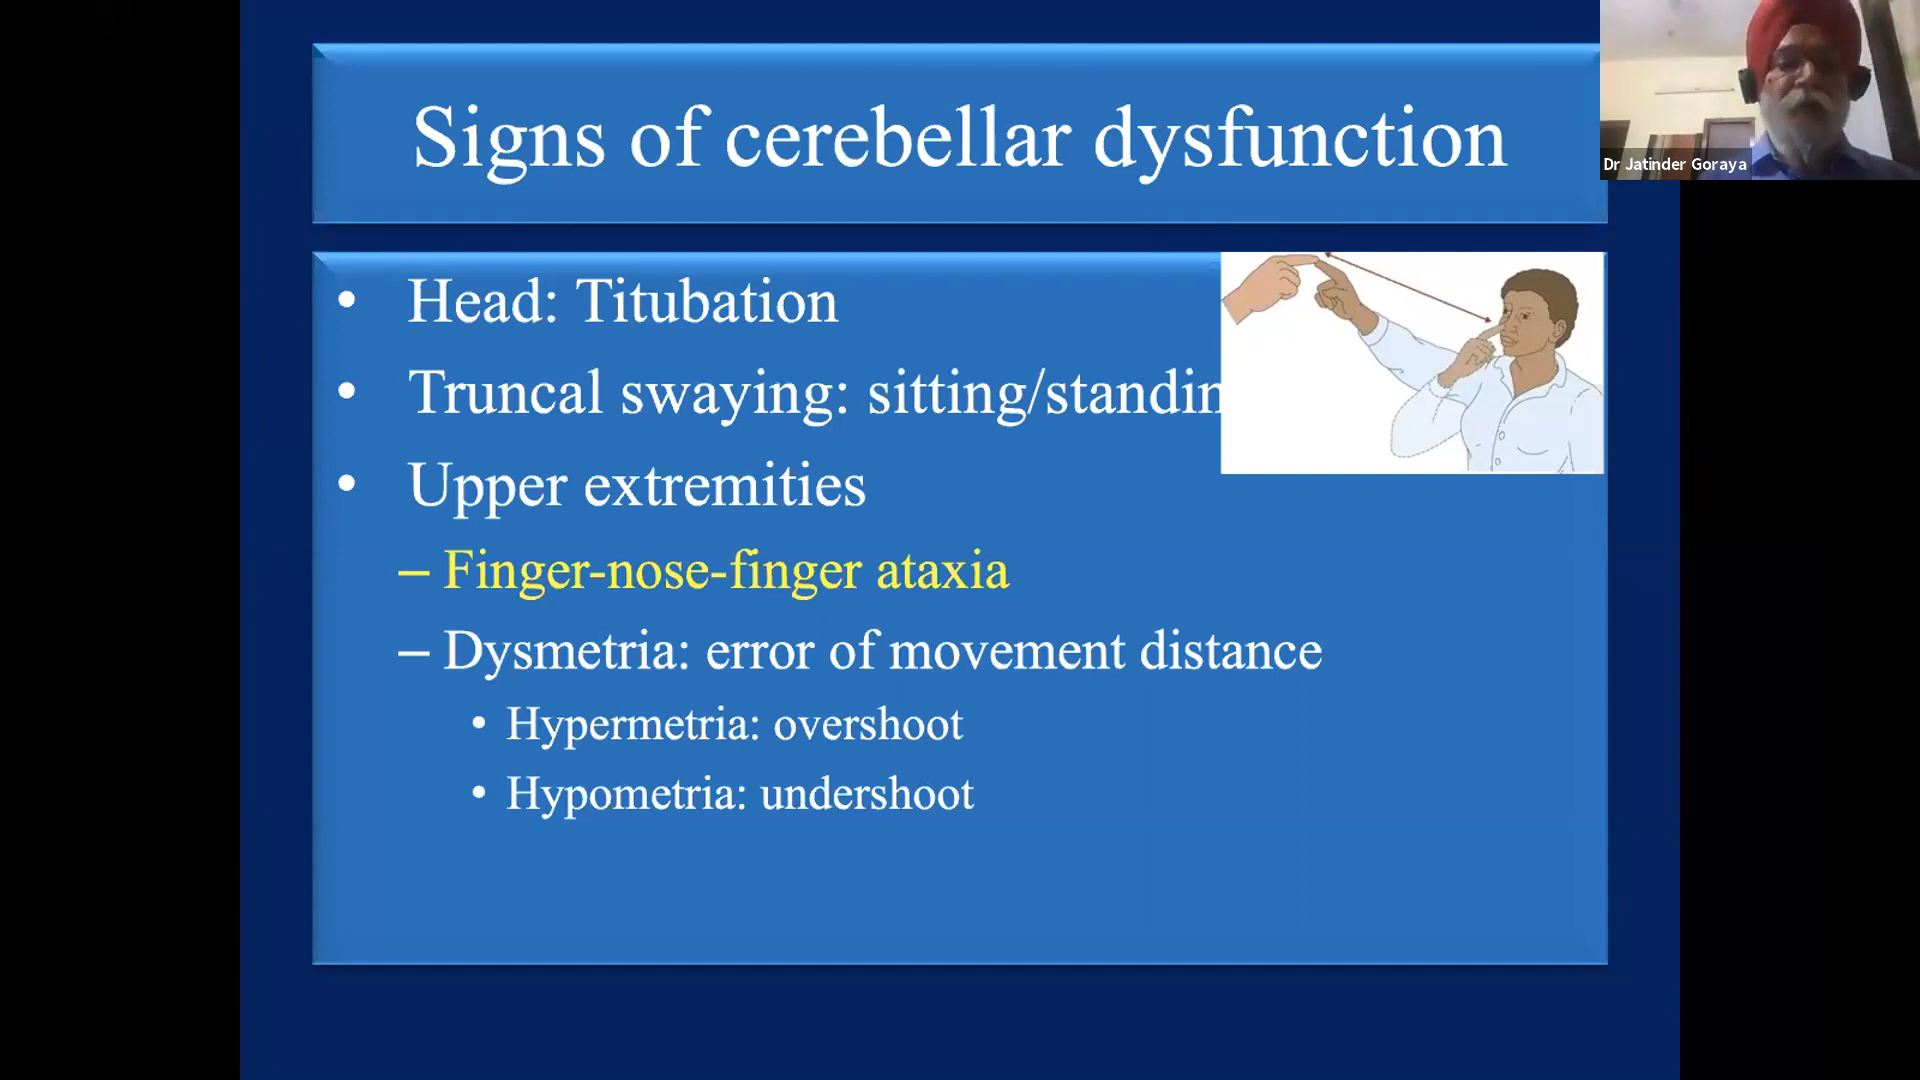 Signs of cerebellar dysfunction
Dr Jatinder Goraya
• Head: Titubation
• Truncal swaying: sitting/standin
• Upper extremities
– Finger-nose-finger ataxia
– Dysmetria: error of movement distance
• Hypermetria: overshoot
• Hypometria: undershoot